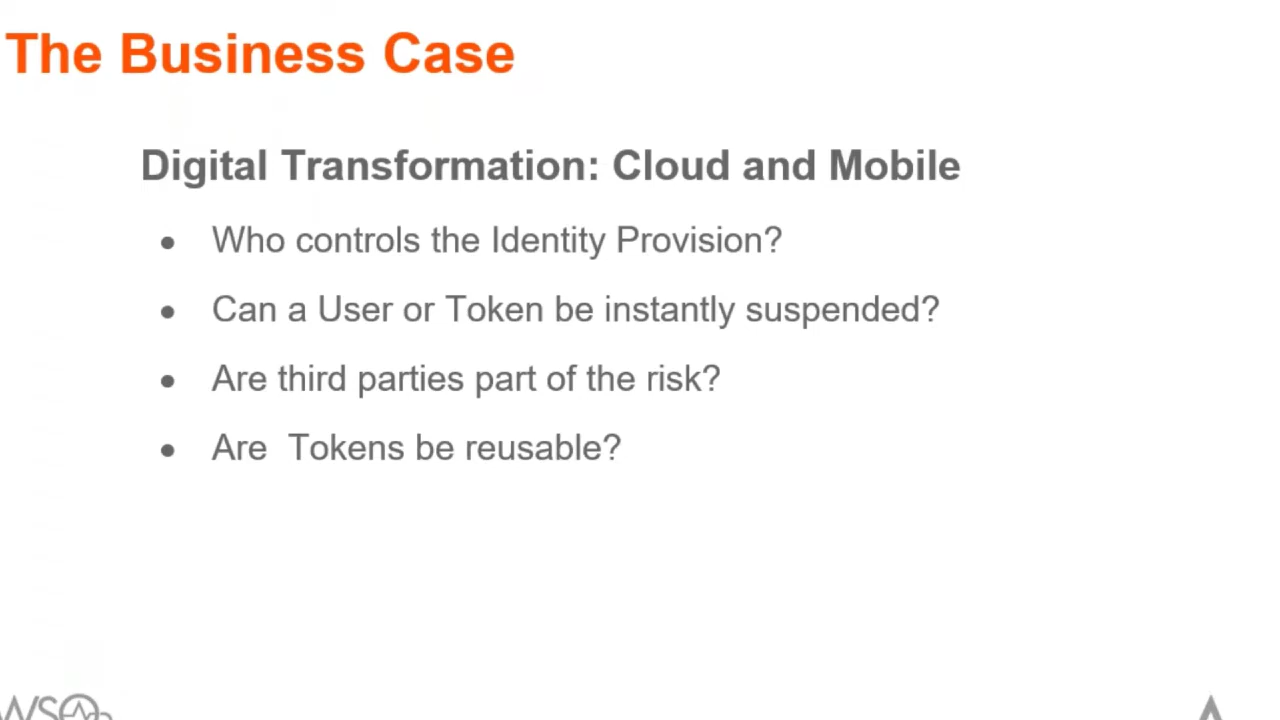 The Business Case
Digital Transformation: Cloud and Mobile
• Who controls the Identity Provision?
• Can a User or Token be instantly suspended?
• Are third parties part of the risk?
• Are  Tokens be reusable?
WSO2